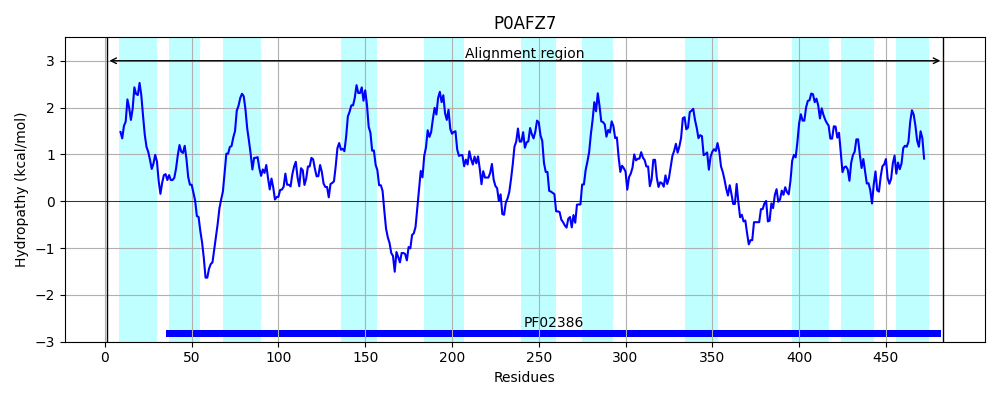 P0AFZ7
Hydropathy (kcal/mol)
3
2
1
0
−1
−2
−3
Alignment region
PF02386
0 50 100 150 200 250 300 350 400 450
Residues